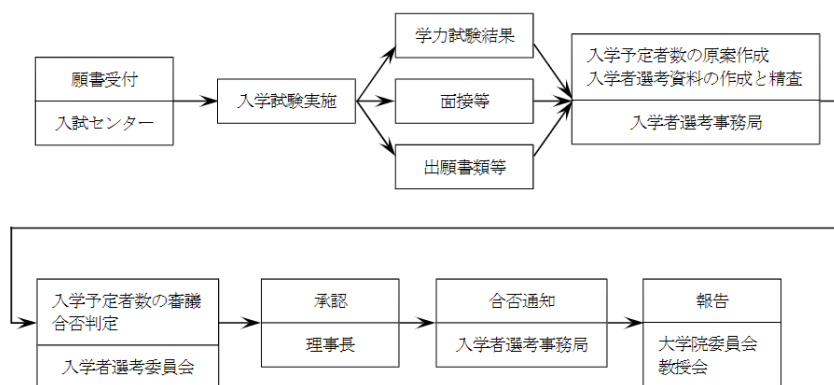 願書受付
入試センター
入学試験実施
学力試験結果
面接等
出願書類等
入学予定者数の原案作成
入学者選考資料の作成と精査
入学者選考事務局
入学予定者数の審議
合否判定
入学者選考委員会
承認
理事長
合否通知
入学者選考事務局
報告
大学院委員会
教授会